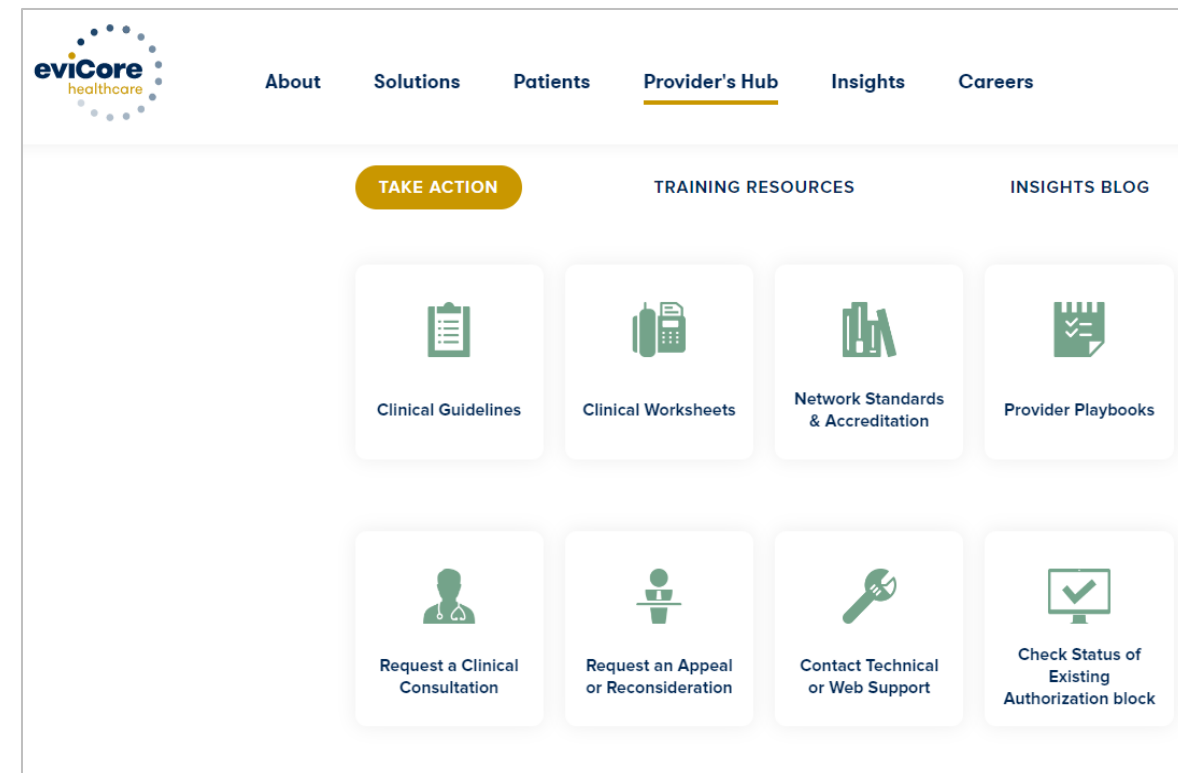 eviCore
healthcare
About Solutions Patients Provider's Hub Insights Careers
TAKE ACTION TRAINING RESOURCES INSIGHTS BLOG
Clinical Guidelines
Clinical Worksheets
Network Standards
& Accreditation
Provider Playbooks
Request a Clinical
Consultation
Request an Appeal
or Reconsideration
Contact Technical
or Web Support
Check Status of
Existing
Authorization block